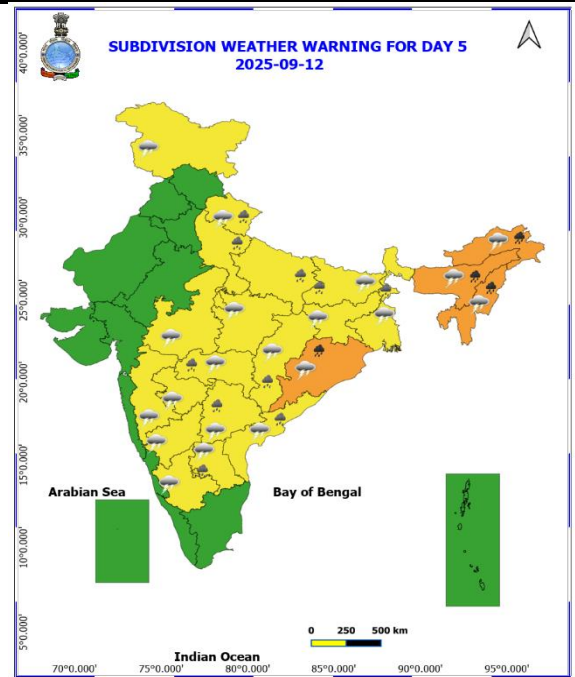 SUBDIVISION WEATHER WARNING FOR DAY 5
2025-09-12
40°0.000'
35°0.000'
30°0.000'
25°0.000'
20°0.000'
15°0.000'
10°0.000'
5°0.000'
Arabian Sea
Bay of Bengal
0 250 500 km
Indian Ocean
70°0.000' 75°0.000' 80°0.000' 85°0.000' 90°0.000' 95°0.000'